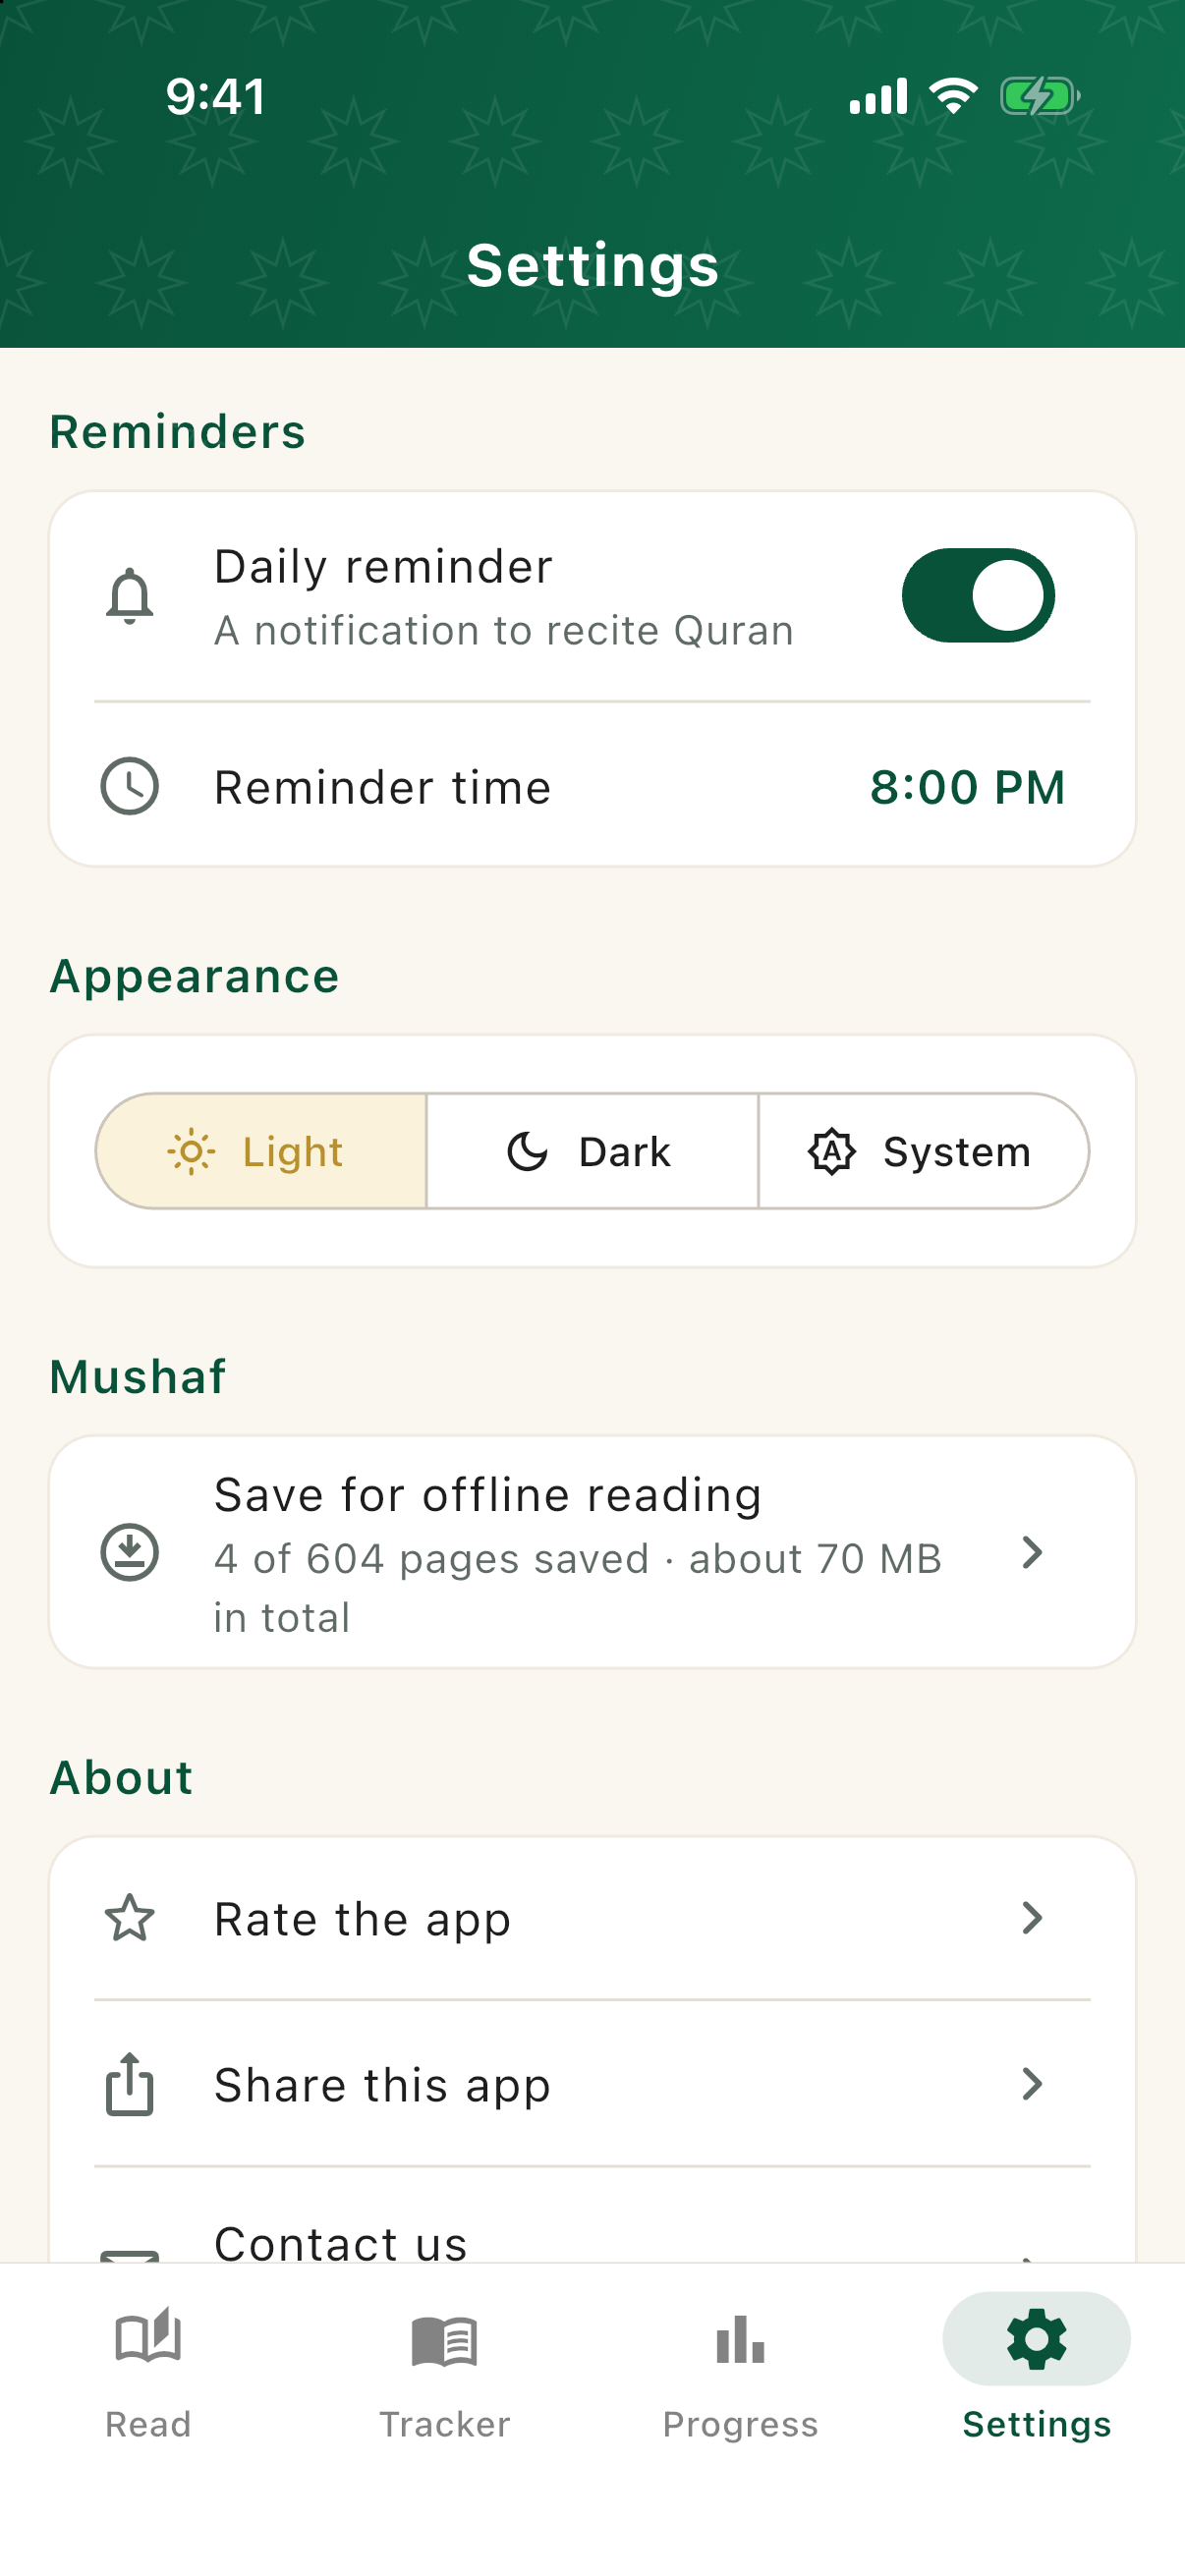 9:41
Settings
Reminders
Daily reminder
A notification to recite Quran
Reminder time 8:00 PM
Appearance
Light Dark System
Mushaf
Save for offline reading
4 of 604 pages saved · about 70 MB
in total
About
Rate the app
Share this app
Contact us
Read Tracker Progress Settings